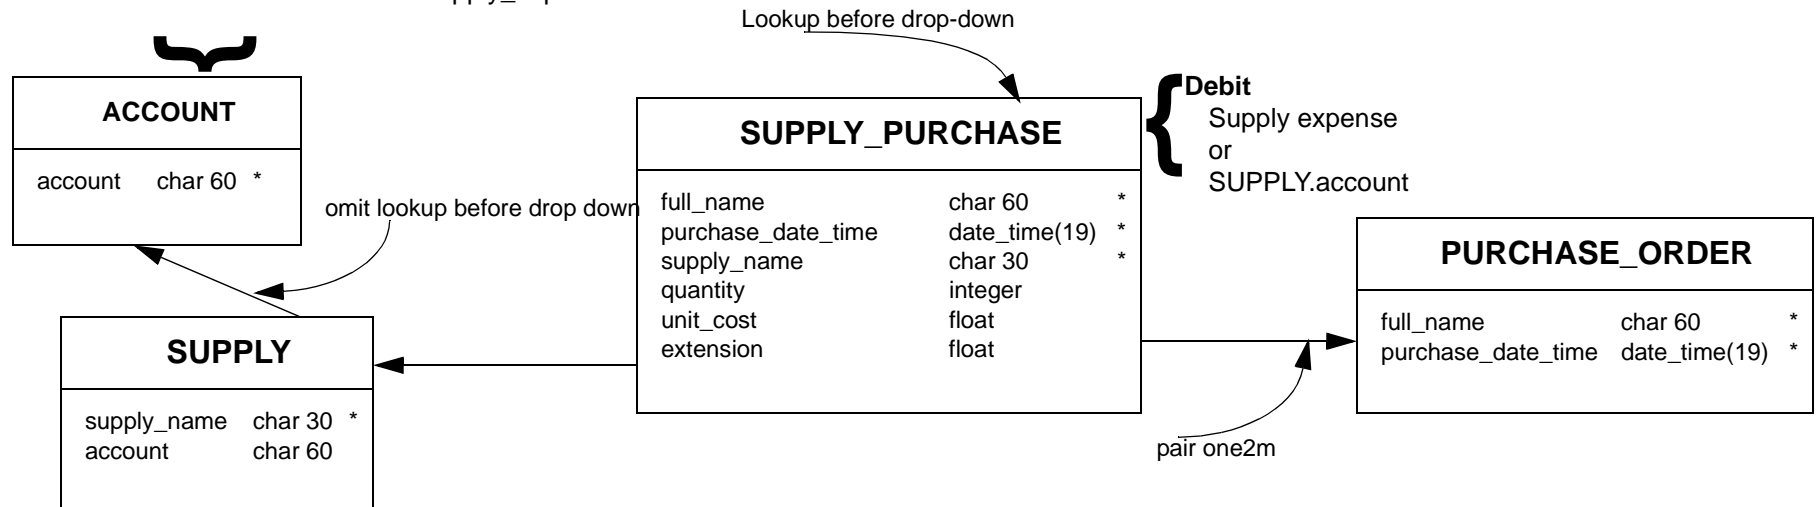 Lookup before drop-down
ACCOUNT
account char 60 *
omit lookup before drop down
SUPPLY_PURCHASE
full_name char 60 *
purchase_date_time date_time(19) *
supply_name char 30 *
quantity integer
unit_cost float
extension float
{ Debit
Supply expense
or
SUPPLY.account
PURCHASE_ORDER
full_name char 60 *
purchase_date_time date_time(19) *
SUPPLY
supply_name char 30 *
account char 60
pair one2m